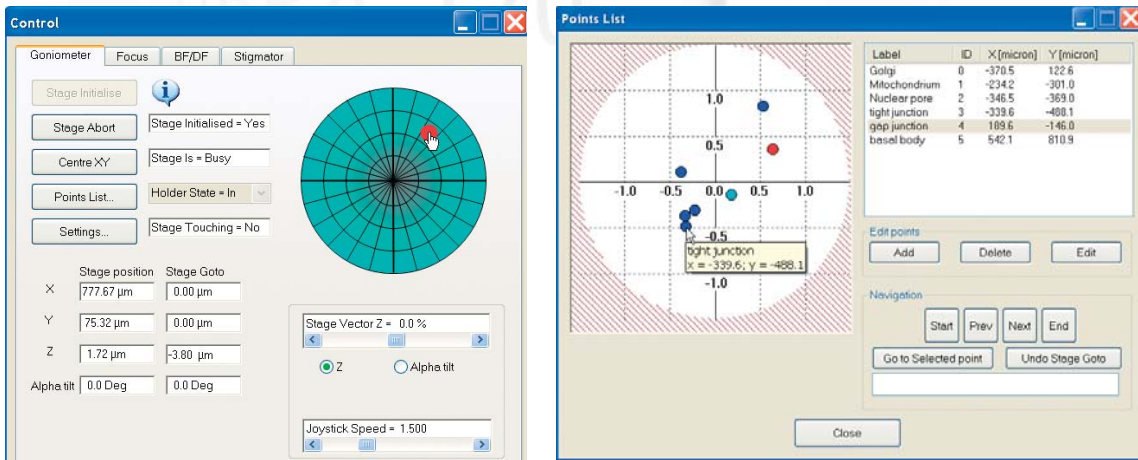 Control
Goniometer Focus BF/DF Stigmator
Stage Initialise
Stage Abort Stage Initialised = Yes
Centre XY Stage Is = Busy
Points List... Holder State = In
Settings... Stage Touching = No
Stage position Stage Goto
X 777.67 µm 0.00 µm
Y 75.32 µm 0.00 µm
Z 1.72 µm -3.80 µm
Alpha tilt 0.0 Deg 0.0 Deg
Stage Vector Z = 0.0 %
Z Alpha tilt
Joystick Speed = 1.500
Points List
1.0
0.5
-1.0 -0.5 0.0 0.5 1.0
-0.5
tight junction
x = -339.6; y = -488.1
-1.0
Label ID X [micron] Y [micron]
Golgi 0 -370.5 122.6
Mitochondrium 1 -234.2 -301.0
Nuclear pore 2 -346.5 -369.0
tight junction 3 -339.6 -488.1
gap junction 4 189.6 -146.0
basal body 5 542.1 810.9
Edit points
Add Delete Edit
Navigation
Start Prev Next End
Go to Selected point Undo Stage Goto
Close